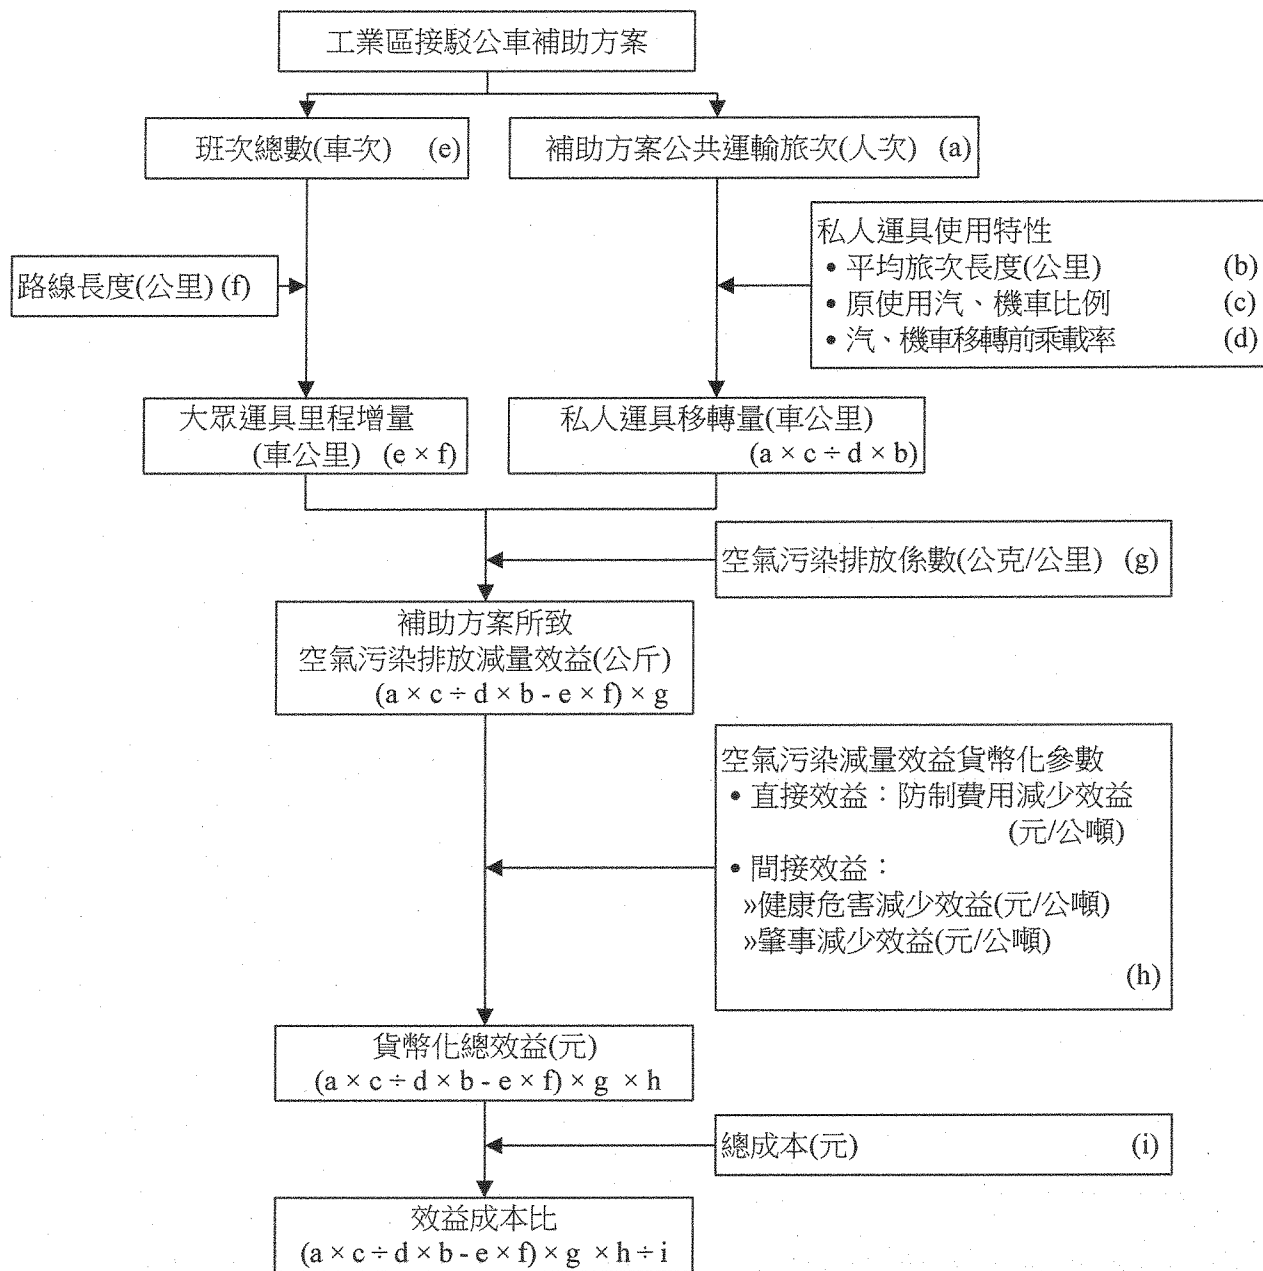 工業區接駁公車補助方案
班次總數(車次) (e)
補助方案公共運輸旅次(人次) (a)
私人運具使用特性
• 平均旅次長度(公里) (b)
• 原使用汽、機車比例 (c)
• 汽、機車移轉前乘載率 (d)
路線長度(公里) (f)
大眾運具里程增量
(車公里) (e × f)
私人運具移轉量(車公里)
(a × c ÷ d × b)
空氣污染排放係數(公克/公里) (g)
補助方案所致
空氣污染排放減量效益(公斤)
(a × c ÷ d × b - e × f) × g
空氣污染減量效益貨幣化參數
• 直接效益：防制費用減少效益
(元/公噸)
• 間接效益：
»健康危害減少效益(元/公噸)
»肇事減少效益(元/公噸)
(h)
貨幣化總效益(元)
(a × c ÷ d × b - e × f) × g × h
總成本(元) (i)
效益成本比
(a × c ÷ d × b - e × f) × g × h ÷ i